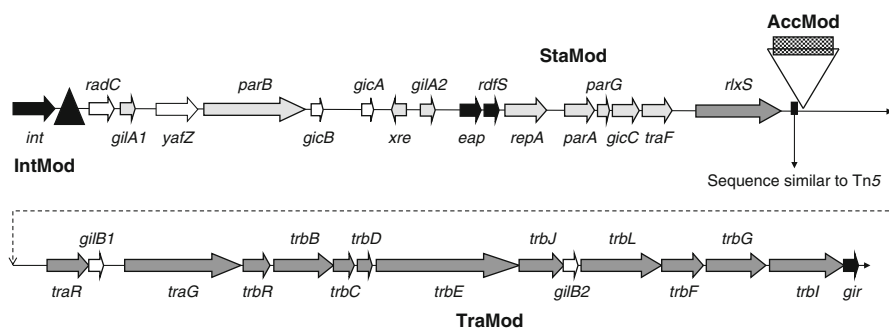 AccMod
StaMod
radC parB gicA gilA2 rdfS parG rlxS
int gilA1 yafZ gicB xre eap repA parA gicC traF
IntMod
Sequence similar to Tn5
gilB1 trbB trbD trbJ trbL trbG
traR traG trbR trbC trbE gilB2 trbF trbI gir
TraMod